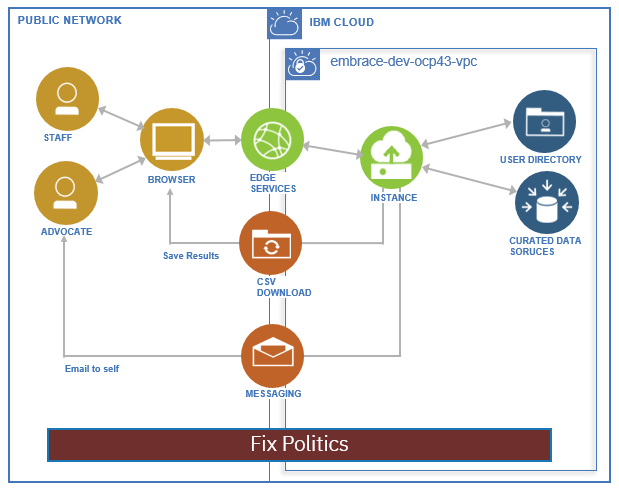 PUBLIC NETWORK
IBM CLOUD
embrace-dev-ocp43-vpc
STAFF
BROWSER
EDGE
SERVICES
INSTANCE
USER DIRECTORY
ADVOCATE
CURATED DATA
SORUCES
Save Results
CSV
DOWNLOAD
Email to self
MESSAGING
Fix Politics